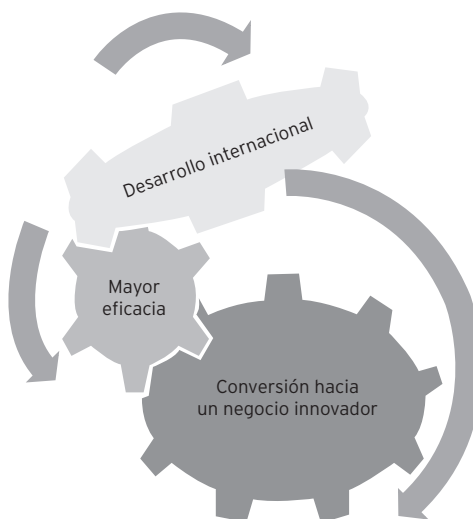 Desarrollo internacional
Mayor
eficacia
Conversión hacia
un negocio innovador